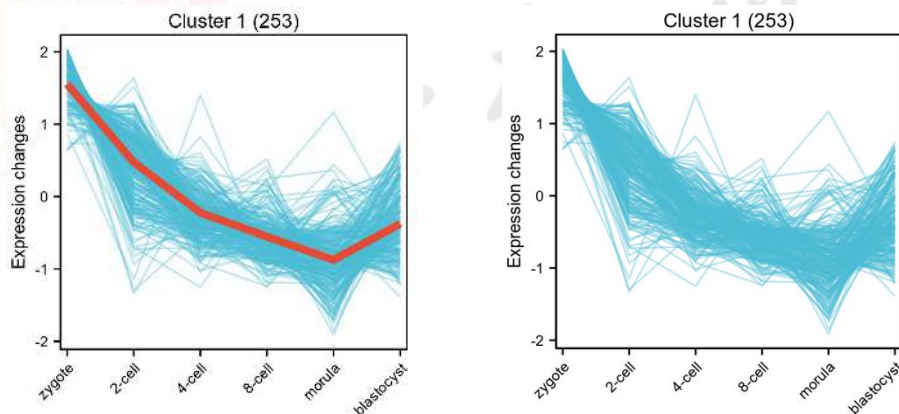 Cluster 1 (253)
Expression changes
2
1
0
-1
-2
zygote
2-cell
4-cell
8-cell
morula
blastocyst
Cluster 1 (253)
Expression changes
2
1
0
-1
-2
zygote
2-cell
4-cell
8-cell
morula
blastocyst